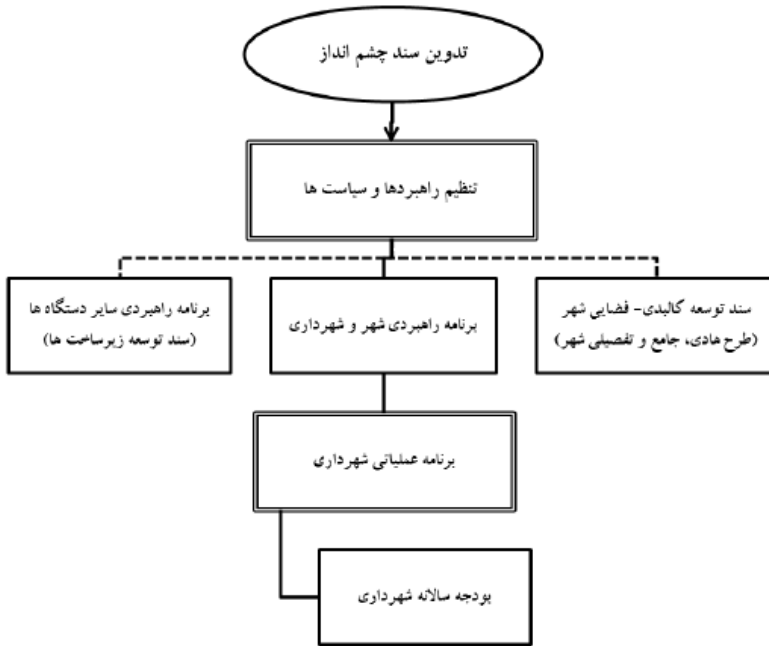 تدوین سند چشم انداز
تنظیم راهبردها و سیاست ها
سند توسعه کالبدی- فضایی شهر
(طرح هادی، جامع و تفصیلی شهر)
برنامه راهبردی شهر و شهرداری
برنامه راهبردی سایر دستگاه ها
(سند توسعه زیرساخت ها)
برنامه عملیاتی شهرداری
بودجه سالانه شهرداری